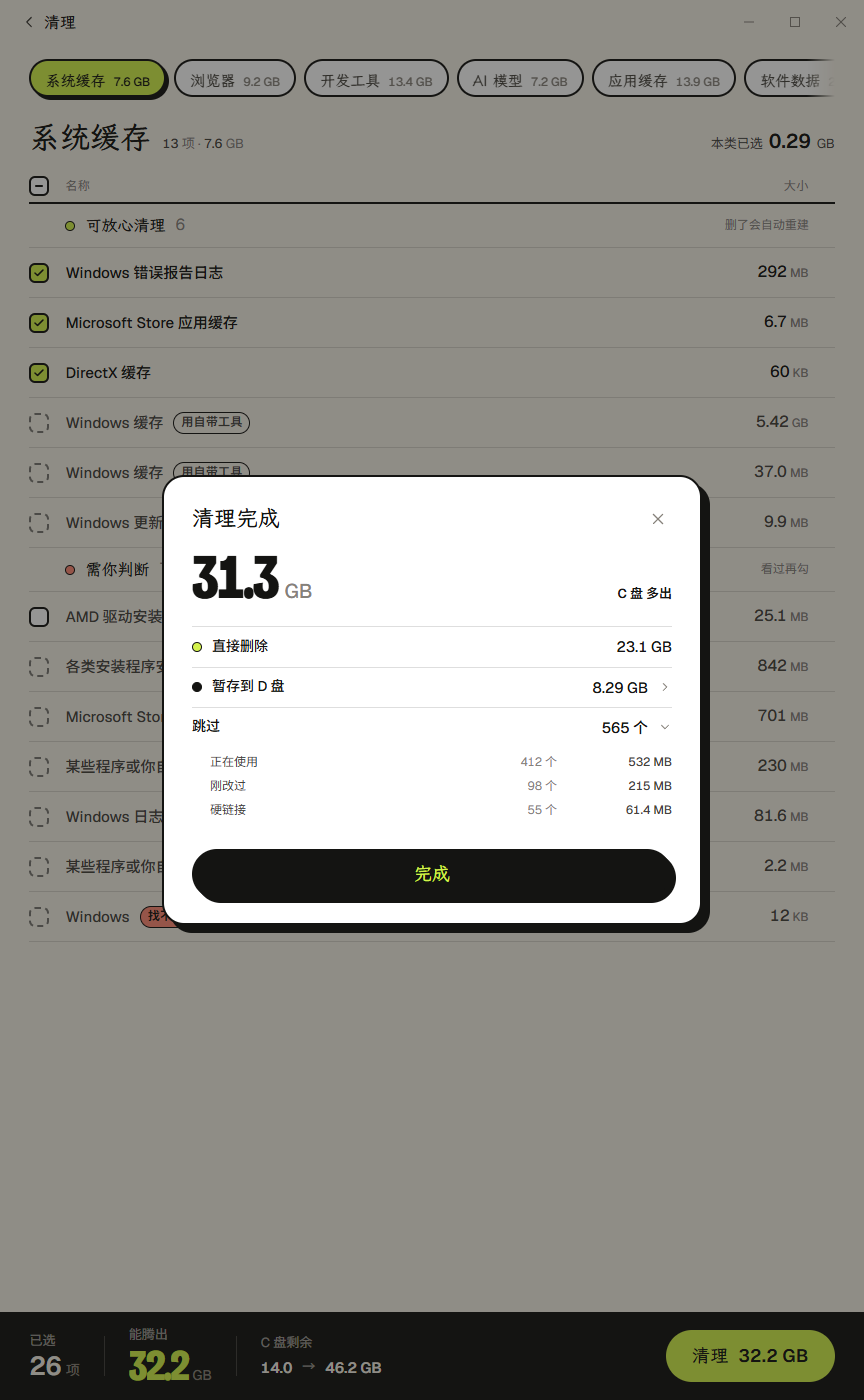 清理
系统缓存 7.6 GB 浏览器 9.2 GB 开发工具 13.4 GB AI 模型 7.2 GB 应用缓存 13.9 GB 软件数据
系统缓存 13 项 · 7.6 GB 本类已选 0.29 GB
名称 大小
可放心清理 6 删了会自动重建
Windows 错误报告日志 292 MB
Microsoft Store 应用缓存 6.7 MB
DirectX 缓存 60 KB
Windows 缓存 用自带工具 5.42 GB
Windows 缓存 用自带工具 37.0 MB
Windows 更新 9.9 MB
需你判断 看过再勾
AMD 驱动安装 25.1 MB
各类安装程序 842 MB
Microsoft Sto 701 MB
某些程序或你 230 MB
Windows 日志 81.6 MB
某些程序或你 2.2 MB
Windows 找 12 KB
清理完成
31.3 GB C 盘 多出
直接删除 23.1 GB
暂存到 D 盘 8.29 GB
跳过 565 个
正在使用 412 个 532 MB
刚改过 98 个 215 MB
硬链接 55 个 61.4 MB
完成
已选 能腾出 C 盘剩余
26 项 32.2 GB 14.0 → 46.2 GB 清理 32.2 GB